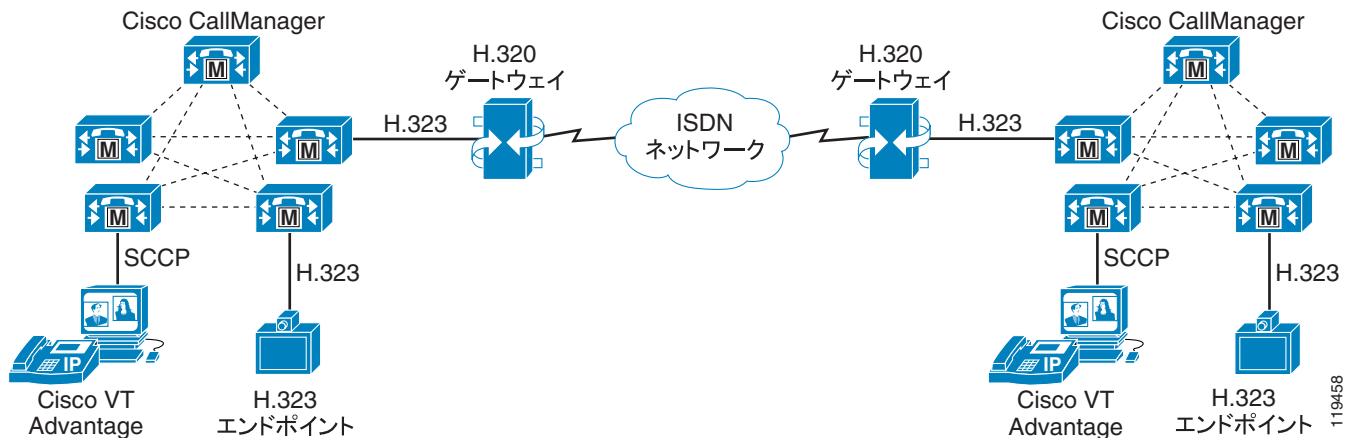 Cisco CallManager
M
M
M
M
M
H.323
H.320
ゲートウェイ
ISDN
ネットワーク
H.320
ゲートウェイ
H.323
Cisco CallManager
M
M
M
M
M
SCCP
H.323
IP
Cisco VT
Advantage
H.323
エンドポイント
SCCP
H.323
IP
Cisco VT
Advantage
H.323
エンドポイント
119458